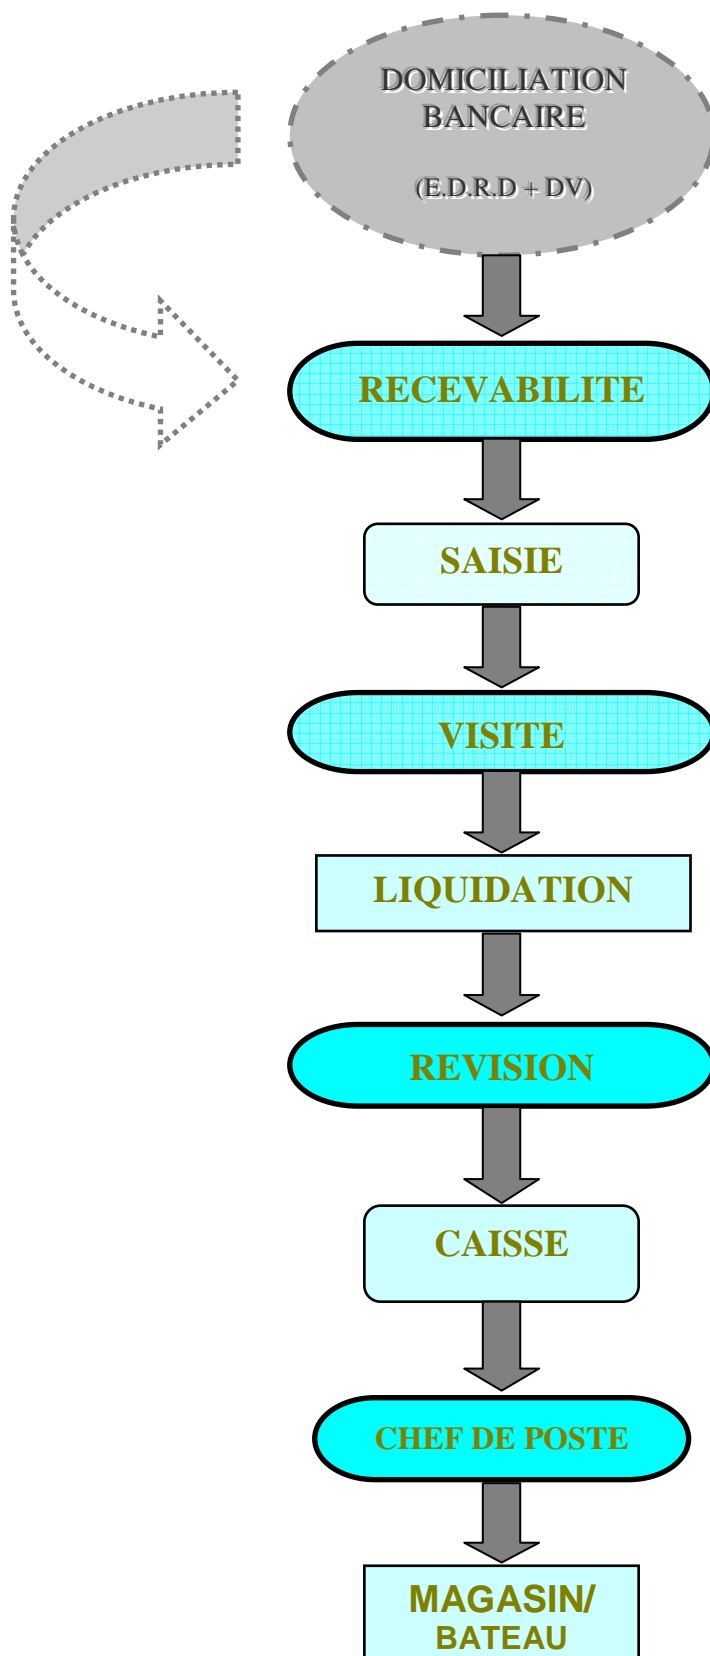 DOMICILIATION
BANCAIRE
(E.D.R.D + DV)
RECEVABILITE
SAISIE
VISITE
LIQUIDATION
REVISION
CAISSE
CHEF DE POSTE
MAGASIN/
BATEAU